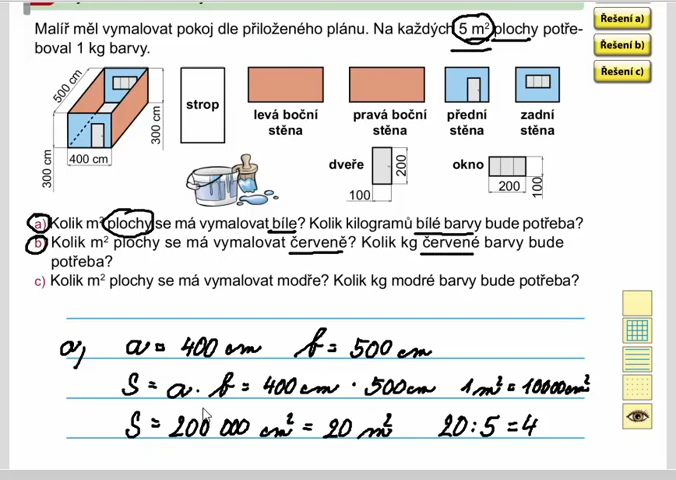 Malíř měl vymalovat pokoj dle přiloženého plánu. Na každých 5 m² plochy potře-
boval 1 kg barvy.
Řešení a)
Řešení b)
Řešení c)
500 cm
300 cm
300 cm
400 cm
strop
levá boční
stěna
pravá boční
stěna
přední
stěna
zadní
stěna
dveře
200
100
okno
200
100
a) Kolik m² plochy se má vymalovat bíle? Kolik kilogramů bílé barvy bude potřeba?
b) Kolik m² plochy se má vymalovat červeně? Kolik kg červené barvy bude
potřeba?
c) Kolik m² plochy se má vymalovat modře? Kolik kg modré barvy bude potřeba?
a) a = 400 cm b = 500 cm
S = a · b = 400 cm · 500 cm 1 m² = 10000 cm²
S = 200 000 cm² = 20 m² 20 : 5 = 4